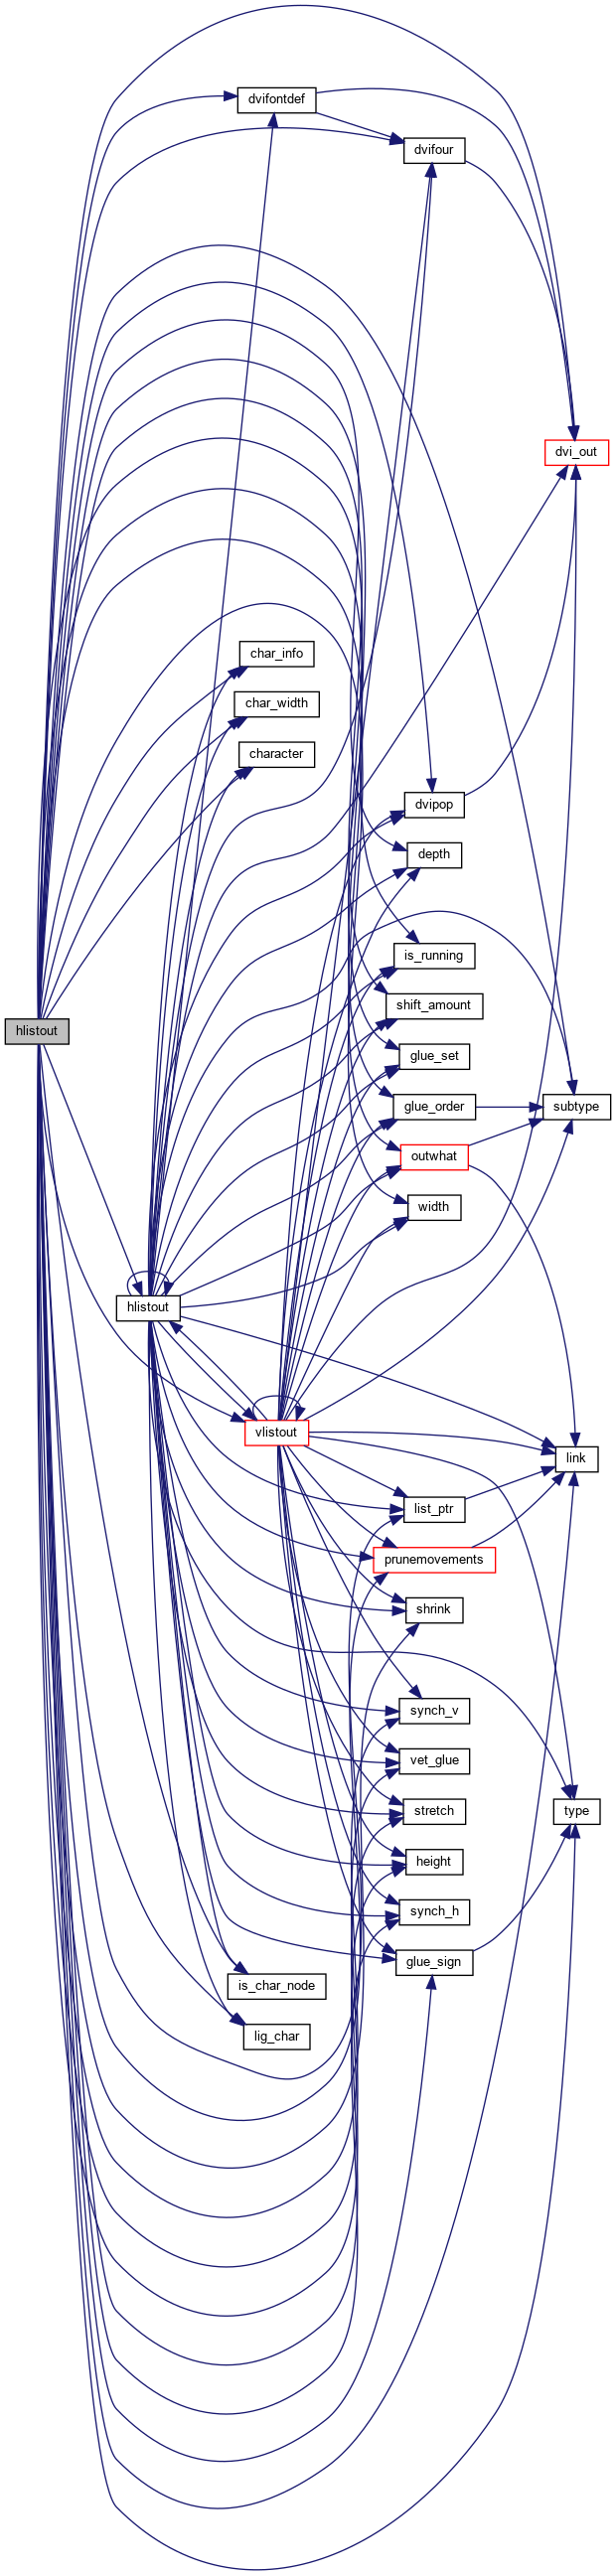 dvifontdef
dvifour
dvi_out
char_info
char_width
character
dvipop
depth
is_running
shift_amount
hlistout
glue_set
glue_order
subtype
outwhat
width
hlistout
vlistout
link
list_ptr
prunemovements
shrink
synch_v
vet_glue
stretch
type
height
synch_h
glue_sign
is_char_node
lig_char